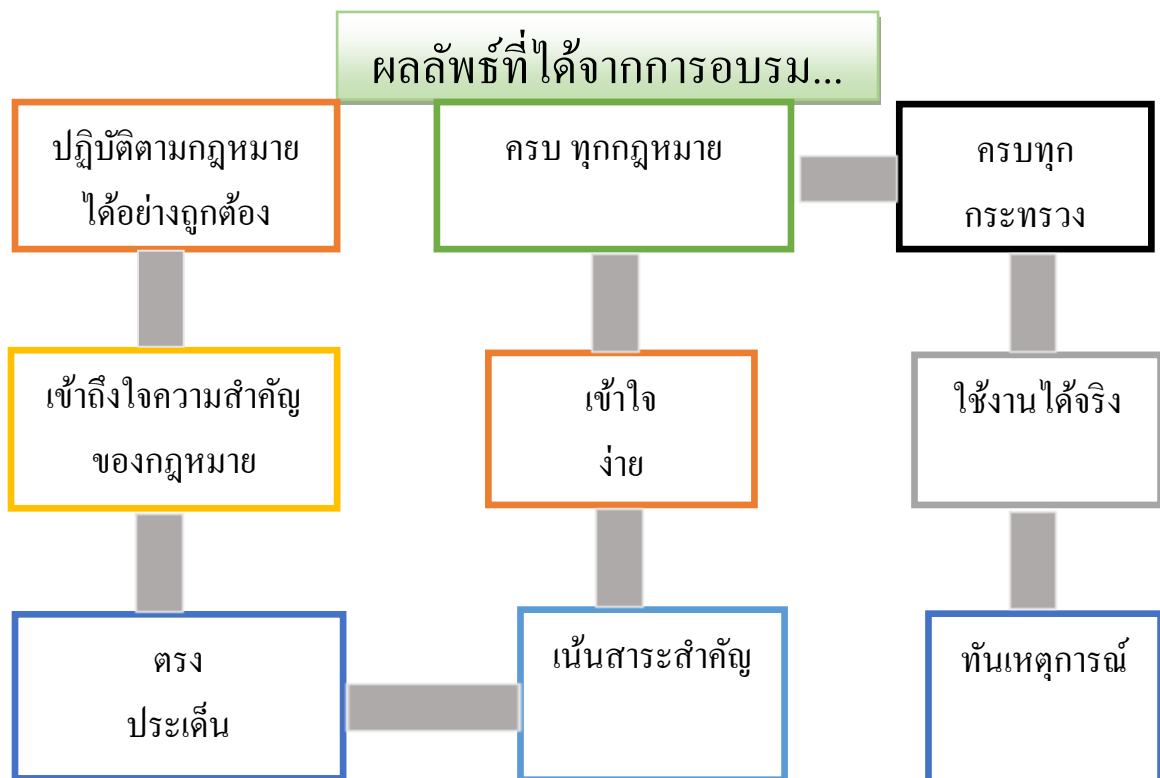 ผลลัพธ์ที่ได้จากการอบรม...
ปฏิบัติตามกฎหมาย
ได้อย่างถูกต้อง
ครบ ทุกกฎหมาย
ครบทุก
กระทรวง
เข้าถึงใจความสำคัญ
ของกฎหมาย
เข้าใจ
ง่าย
ใช้งานได้จริง
ตรง
ประเด็น
เน้นสาระสำคัญ
ทันเหตุการณ์